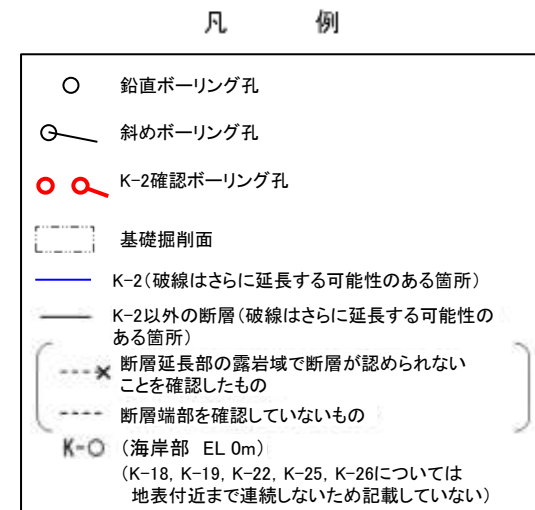 凡 例
鉛直ボーリング孔
斜めボーリング孔
K-2確認ボーリング孔
基礎掘削面
K-2(破線はさらに延長する可能性のある箇所)
K-2以外の断層(破線はさらに延長する可能性の
ある箇所)
断層延長部の露岩域で断層が認められない
ことを確認したもの
断層端部を確認していないもの
K-○ (海岸部 EL 0m)
(K-18, K-19, K-22, K-25, K-26については
地表付近まで連続しないため記載していない)